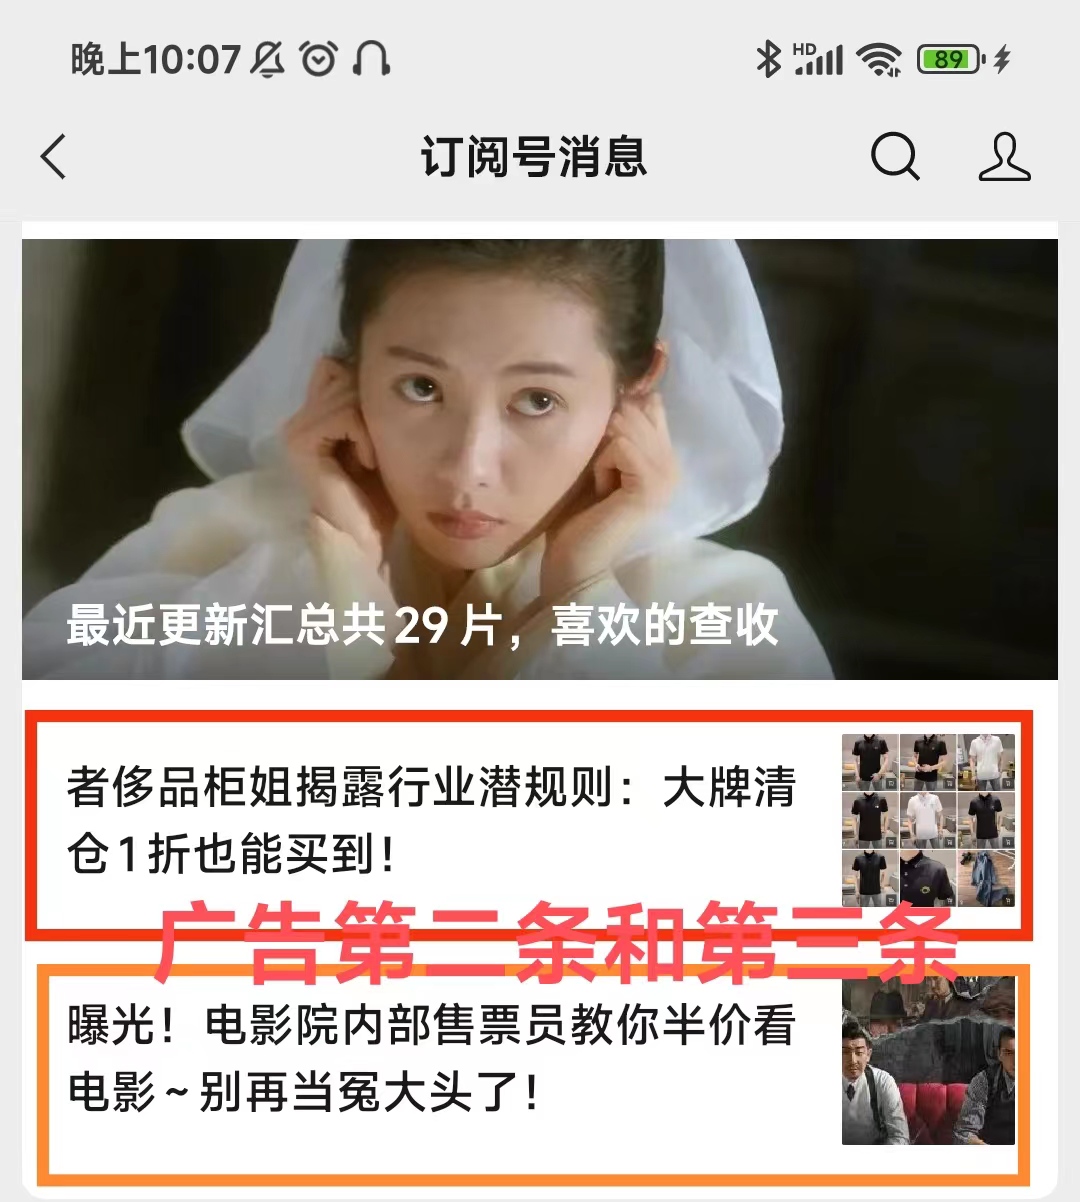 晚上10:07
HD
89
订阅号消息
最近更新汇总共29片，喜欢的查收
者侈品柜姐揭露行业潜规则：大牌清
仓1折也能买到！
广告第二条和第三条
曝光！电影院内部售票员教你半价看
电影~别再当冤大头了！